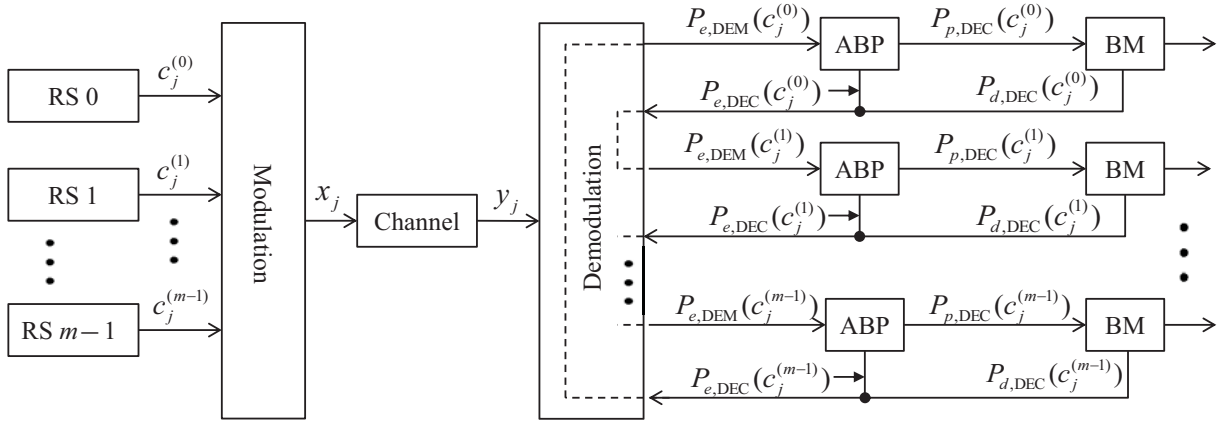 RS 0
c_j^{(0)}
RS 1
c_j^{(1)}
RS m−1
c_j^{(m−1)}
Modulation
x_j
Channel
y_j
Demodulation
P_{e,DEM}(c_j^{(0)})
ABP
P_{p,DEC}(c_j^{(0)})
BM
P_{e,DEC}(c_j^{(0)})
P_{d,DEC}(c_j^{(0)})
P_{e,DEM}(c_j^{(1)})
ABP
P_{p,DEC}(c_j^{(1)})
BM
P_{e,DEC}(c_j^{(1)})
P_{d,DEC}(c_j^{(1)})
P_{e,DEM}(c_j^{(m−1)})
ABP
P_{p,DEC}(c_j^{(m−1)})
BM
P_{e,DEC}(c_j^{(m−1)})
P_{d,DEC}(c_j^{(m−1)})